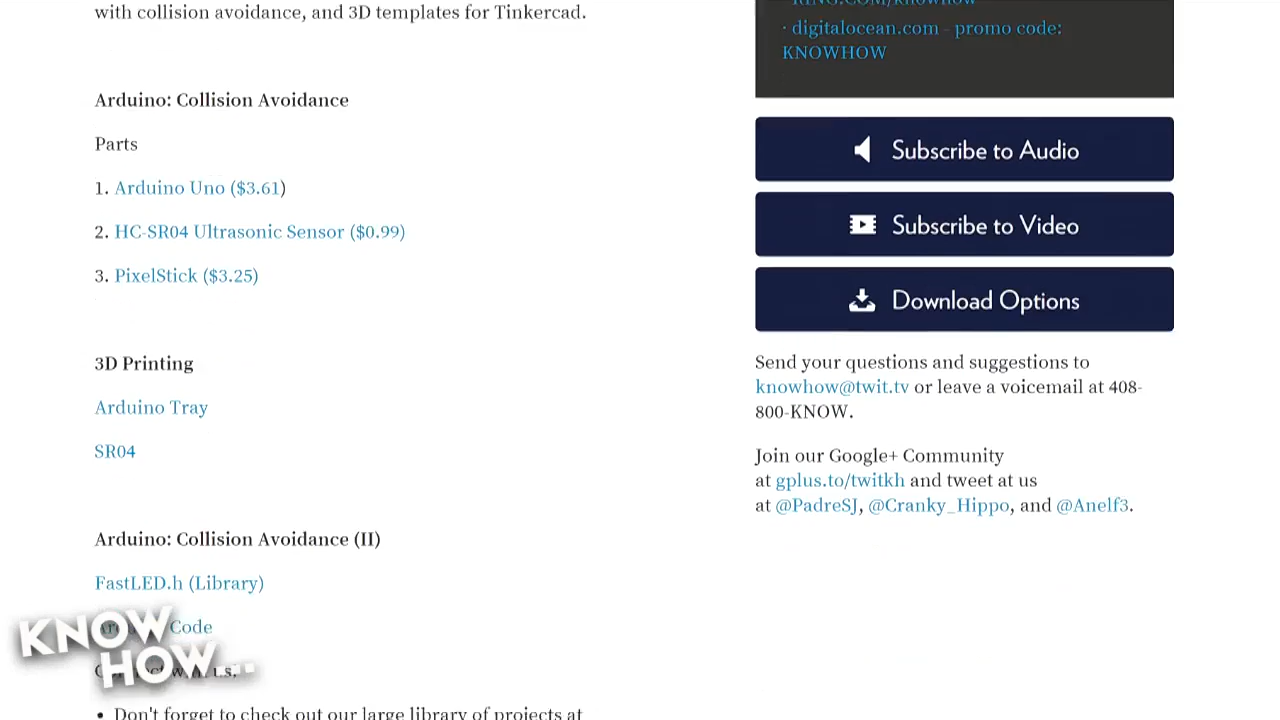 with collision avoidance, and 3D templates for Tinkercad.
Arduino: Collision Avoidance
Parts
1. Arduino Uno ($3.61)
2. HC-SR04 Ultrasonic Sensor ($0.99)
3. PixelStick ($3.25)
3D Printing
Arduino Tray
SR04
Arduino: Collision Avoidance (II)
FastLED.h (Library)
Code
• Don't forget to check out our large library of projects at
KNOW
HOW...
RING.COM/knowhow
· digitalocean.com - promo code:
KNOWHOW
Subscribe to Audio
Subscribe to Video
Download Options
Send your questions and suggestions to
knowhow@twit.tv or leave a voicemail at 408-
800-KNOW.
Join our Google+ Community
at gplus.to/twitkh and tweet at us
at @PadreSJ, @Cranky_Hippo, and @Anelf3.